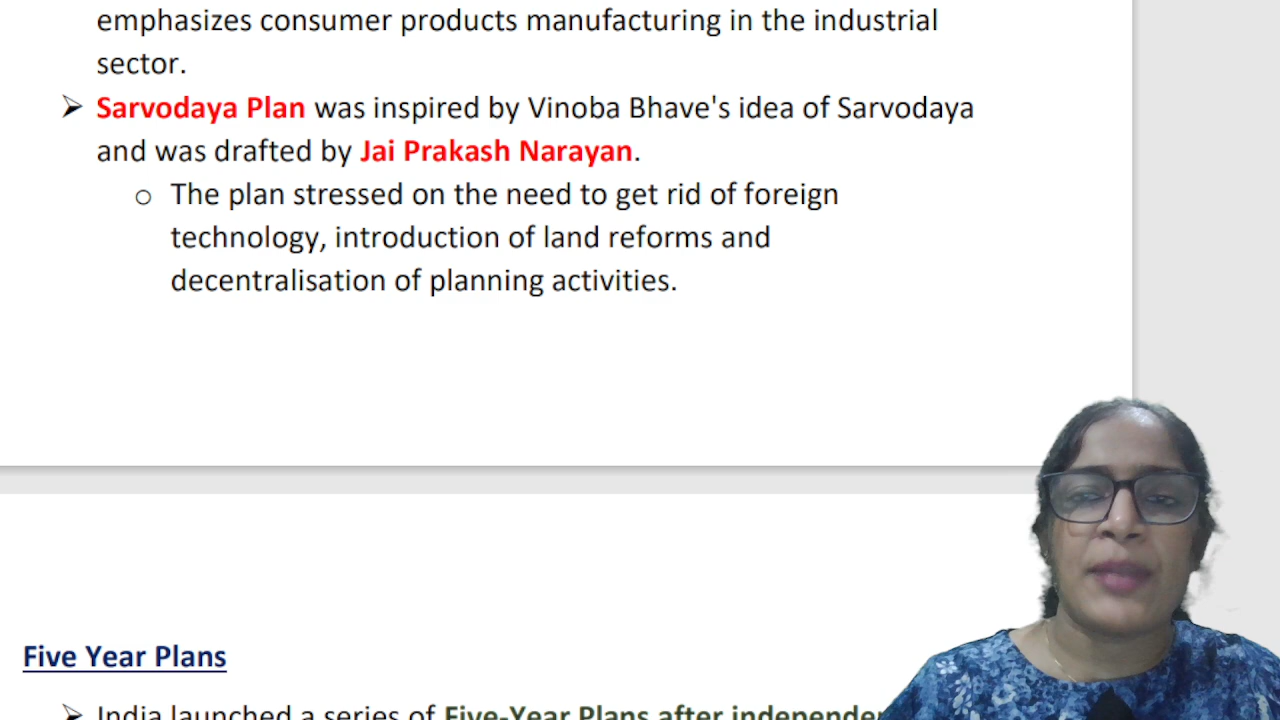 emphasizes consumer products manufacturing in the industrial
sector.
➢ Sarvodaya Plan was inspired by Vinoba Bhave's idea of Sarvodaya
and was drafted by Jai Prakash Narayan.
o The plan stressed on the need to get rid of foreign
technology, introduction of land reforms and
decentralisation of planning activities.
Five Year Plans
➢ India launched a series of Five-Year Plans after